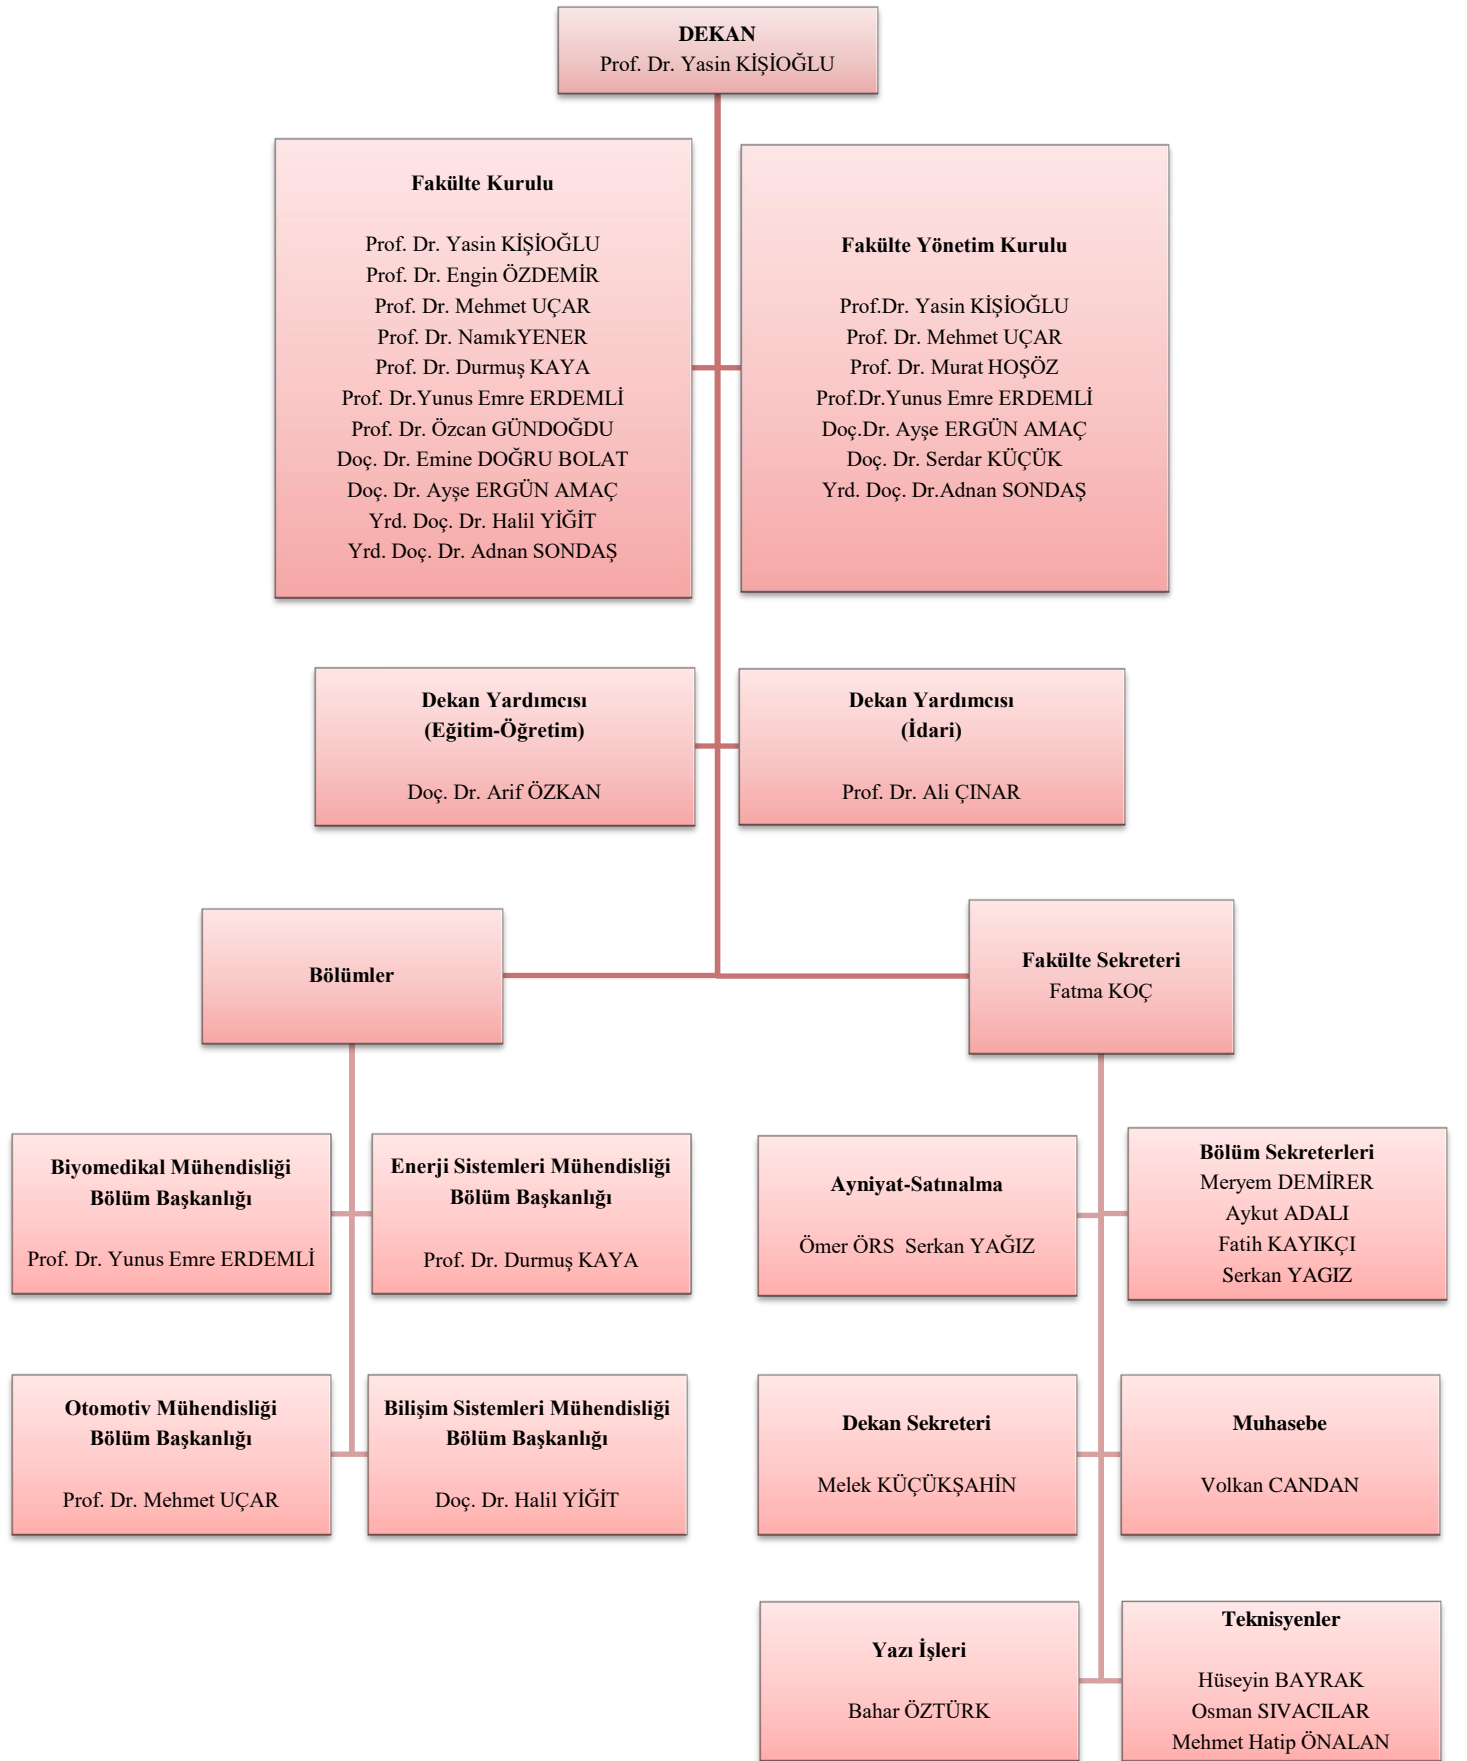 DEKAN
Prof. Dr. Yasin KİŞİOĞLU
Fakülte Kurulu
Prof. Dr. Yasin KİŞİOĞLU
Prof. Dr. Engin ÖZDEMİR
Prof. Dr. Mehmet UÇAR
Prof. Dr. NamıkYENER
Prof. Dr. Durmuş KAYA
Prof. Dr.Yunus Emre ERDEMLİ
Prof. Dr. Özcan GÜNDOĞDU
Doç. Dr. Emine DOĞRU BOLAT
Doç. Dr. Ayşe ERGÜN AMAÇ
Yrd. Doç. Dr. Halil YİĞİT
Yrd. Doç. Dr. Adnan SONDAŞ
Fakülte Yönetim Kurulu
Prof.Dr. Yasin KİŞİOĞLU
Prof. Dr. Mehmet UÇAR
Prof. Dr. Murat HOŞÖZ
Prof.Dr.Yunus Emre ERDEMLİ
Doç.Dr. Ayşe ERGÜN AMAÇ
Doç. Dr. Serdar KÜÇÜK
Yrd. Doç. Dr.Adnan SONDAŞ
Dekan Yardımcısı
(Eğitim-Öğretim)
Doç. Dr. Arif ÖZKAN
Dekan Yardımcısı
(İdari)
Prof. Dr. Ali ÇINAR
Bölümler
Fakülte Sekreteri
Fatma KOÇ
Biyomedikal Mühendisliği
Bölüm Başkanlığı
Prof. Dr. Yunus Emre ERDEMLİ
Enerji Sistemleri Mühendisliği
Bölüm Başkanlığı
Prof. Dr. Durmuş KAYA
Ayniyat-Satınalma
Ömer ÖRS  Serkan YAĞIZ
Bölüm Sekreterleri
Meryem DEMİRER
Aykut ADALI
Fatih KAYIKÇI
Serkan YAGIZ
Otomotiv Mühendisliği
Bölüm Başkanlığı
Prof. Dr. Mehmet UÇAR
Bilişim Sistemleri Mühendisliği
Bölüm Başkanlığı
Doç. Dr. Halil YİĞİT
Dekan Sekreteri
Melek KÜÇÜKŞAHİN
Muhasebe
Volkan CANDAN
Yazı İşleri
Bahar ÖZTÜRK
Teknisyenler
Hüseyin BAYRAK
Osman SIVACILAR
Mehmet Hatip ÖNALAN